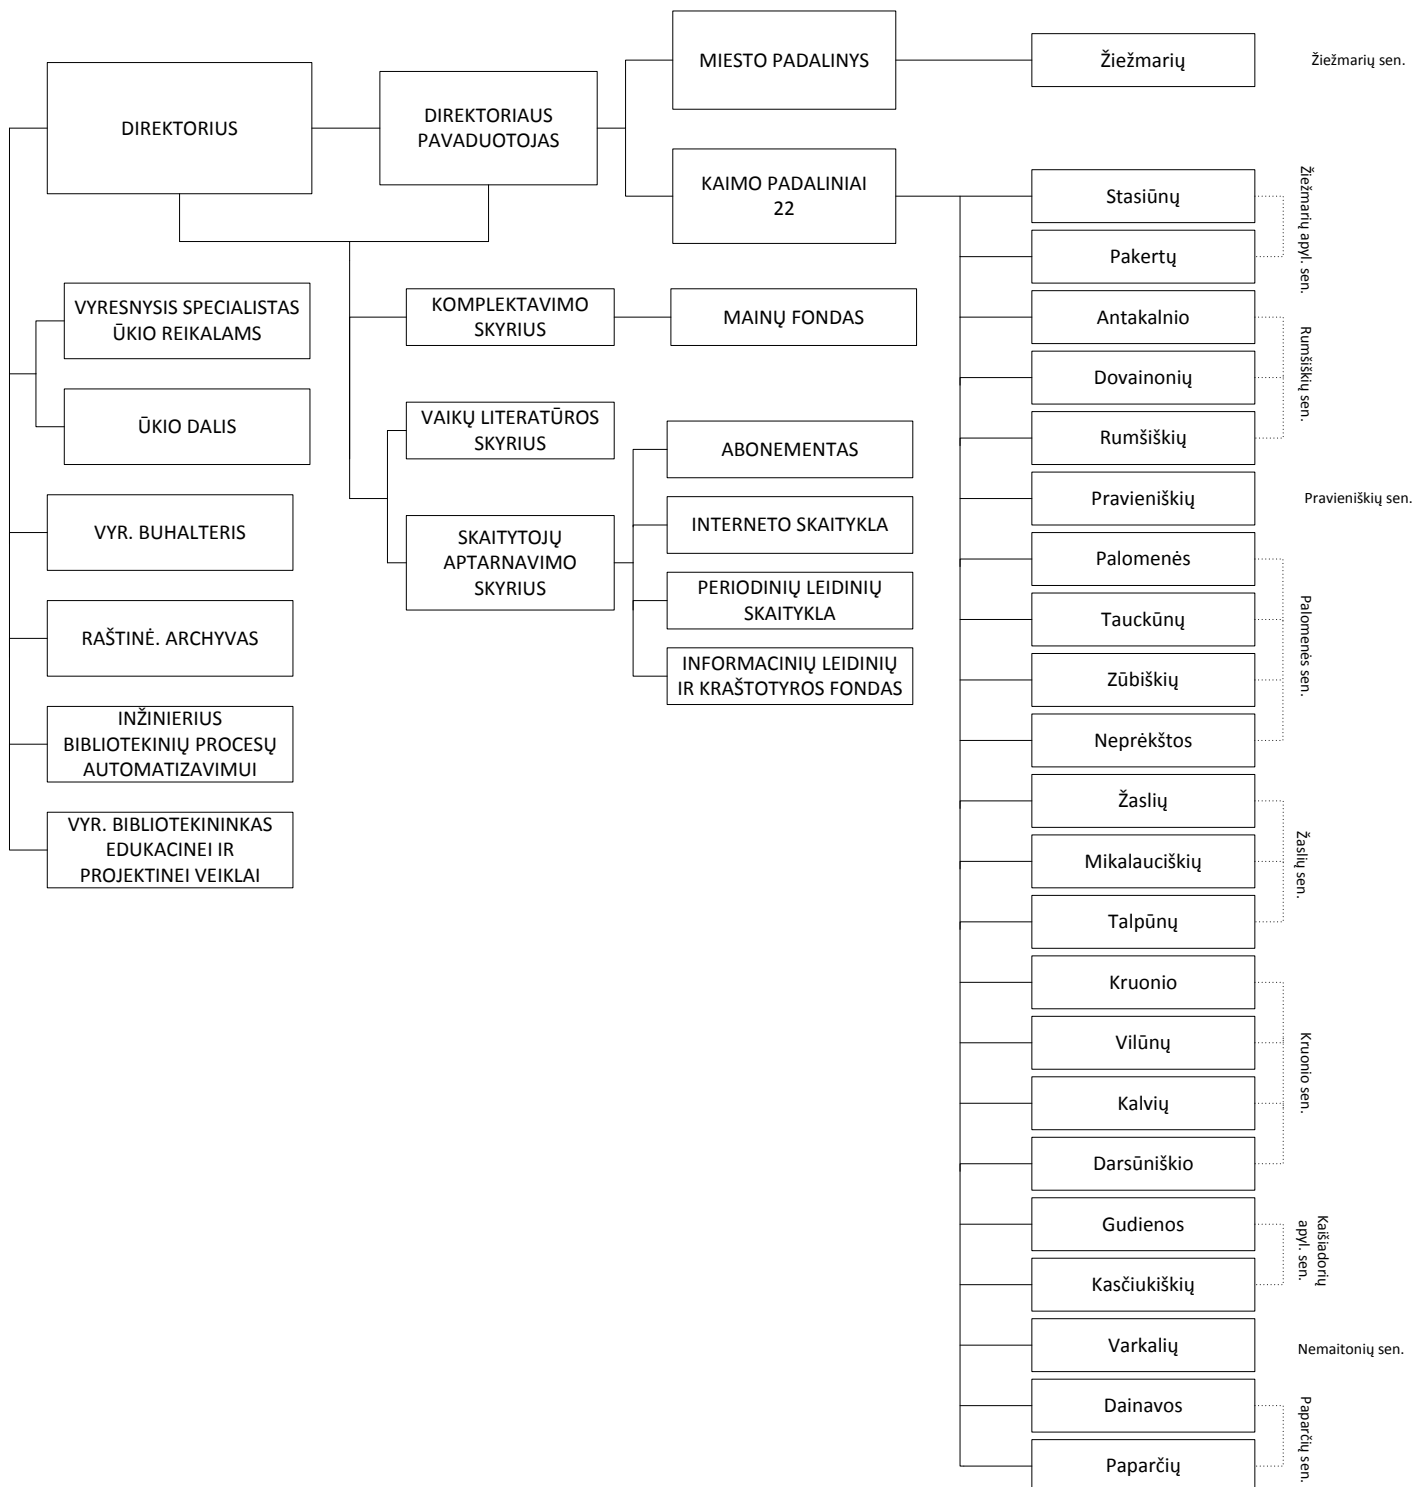 DIREKTORIUS
DIREKTORIAUS
PAVADUOTOJAS
MIESTO PADALINYS
Žiežmarių
Žiežmarių sen.
KAIMO PADALINIAI
22
VYRESNYSIS SPECIALISTAS
ŪKIO REIKALAMS
ŪKIO DALIS
VYR. BUHALTERIS
RAŠTINĖ. ARCHYVAS
INŽINIERIUS
BIBLIOTEKINIŲ PROCESŲ
AUTOMATIZAVIMUI
VYR. BIBLIOTEKININKAS
EDUKACINEI IR
PROJEKTINEI VEIKLAI
KOMPLEKTAVIMO
SKYRIUS
MAINŲ FONDAS
VAIKŲ LITERATŪROS
SKYRIUS
SKAITYTOJŲ
APTARNAVIMO
SKYRIUS
ABONEMENTAS
INTERNETO SKAITYKLA
PERIODINIŲ LEIDINIŲ
SKAITYKLA
INFORMACINIŲ LEIDINIŲ
IR KRAŠTOTYROS FONDAS
Stasiūnų
Pakertų
Žiežmarių apyl. sen.
Antakalnio
Dovainonių
Rumšiškių
Rumšiškių sen.
Pravieniškių
Pravieniškių sen.
Palomenės
Tauckūnų
Zūbiškių
Neprėkštos
Palomenės sen.
Žaslių
Mikalauciškių
Talpūnų
Žaslių sen.
Kruonio
Vilūnų
Kalvių
Darsūniškio
Kruonio sen.
Gudienos
Kasčiukiškių
Kaišiadorių
apyl. sen.
Varkalių
Nemaitonių sen.
Dainavos
Paparčių
Paparčių sen.